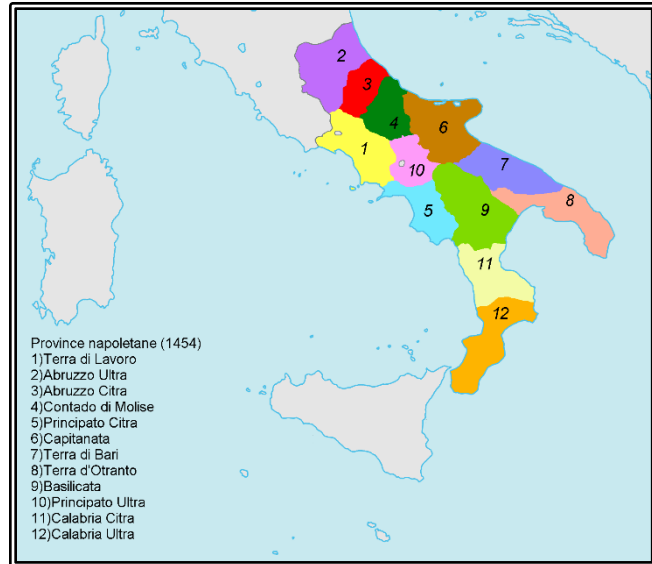 2
3
4
6
1
10
7
5
9
8
11
12
Province napoletane (1454)
1)Terra di Lavoro
2)Abruzzo Ultra
3)Abruzzo Citra
4)Contado di Molise
5)Principato Citra
6)Capitanata
7)Terra di Bari
8)Terra d'Otranto
9)Basilicata
10)Principato Ultra
11)Calabria Citra
12)Calabria Ultra